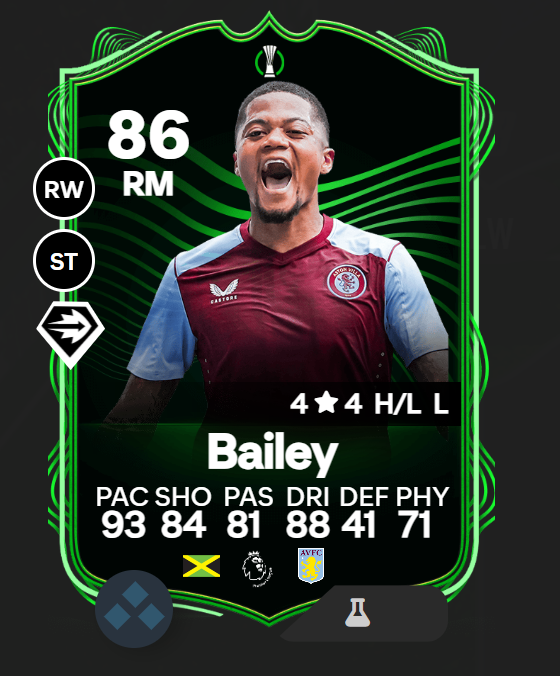 86
RM
RW
ST
CASTORE
ASTON VILLA
4 4 H/L L
Bailey
PAC SHO PAS DRI DEF PHY
93 84 81 88 41 71
AVFC